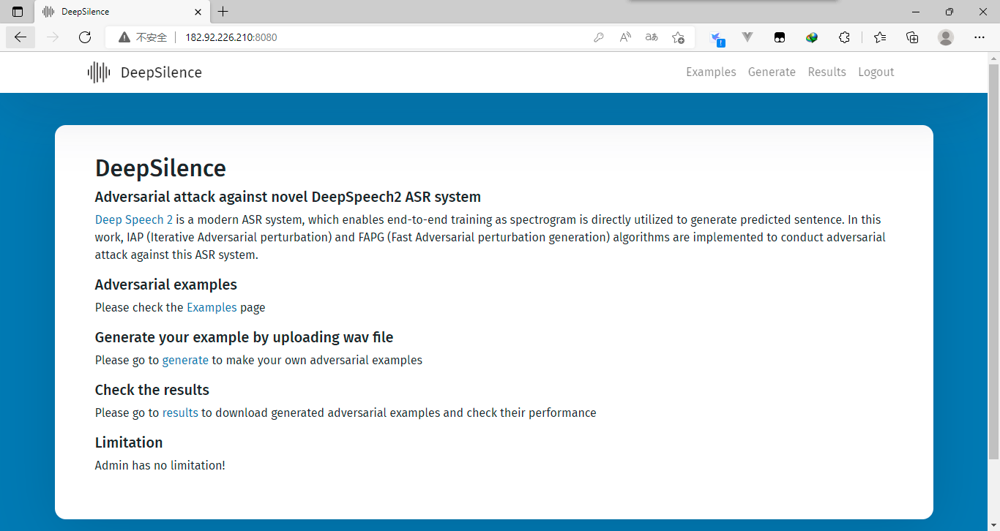 DeepSilence
不安全
182.92.226.210:8080
DeepSilence
Examples Generate Results Logout
DeepSilence
Adversarial attack against novel DeepSpeech2 ASR system
Deep Speech 2 is a modern ASR system, which enables end-to-end training as spectrogram is directly utilized to generate predicted sentence. In this
work, IAP (Iterative Adversarial perturbation) and FAPG (Fast Adversarial perturbation generation) algorithms are implemented to conduct adversarial
attack against this ASR system.
Adversarial examples
Please check the Examples page
Generate your example by uploading wav file
Please go to generate to make your own adversarial examples
Check the results
Please go to results to download generated adversarial examples and check their performance
Limitation
Admin has no limitation!